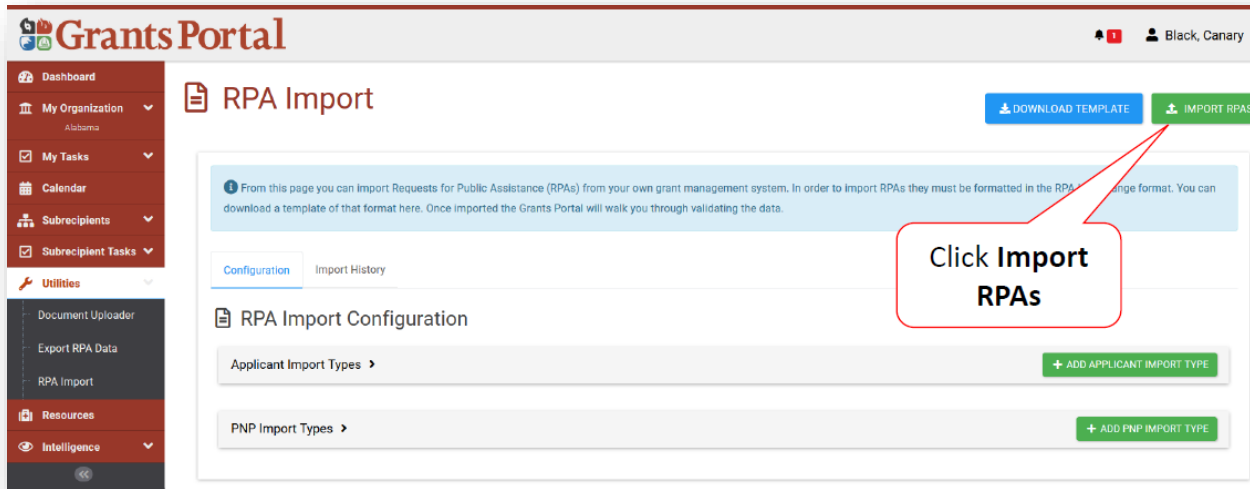 Grants Portal
1
Black, Canary
Dashboard
My Organization
Alabama
My Tasks
Calendar
Subrecipients
Subrecipient Tasks
Utilities
Document Uploader
Export RPA Data
RPA Import
Resources
Intelligence
RPA Import
DOWNLOAD TEMPLATE
IMPORT RPAS
From this page you can import Requests for Public Assistance (RPAs) from your own grant management system. In order to import RPAs they must be formatted in the RPA nge format. You can
download a template of that format here. Once imported the Grants Portal will walk you through validating the data.
Click Import
RPAs
Configuration
Import History
RPA Import Configuration
Applicant Import Types
+ ADD APPLICANT IMPORT TYPE
PNP Import Types
+ ADD PNP IMPORT TYPE